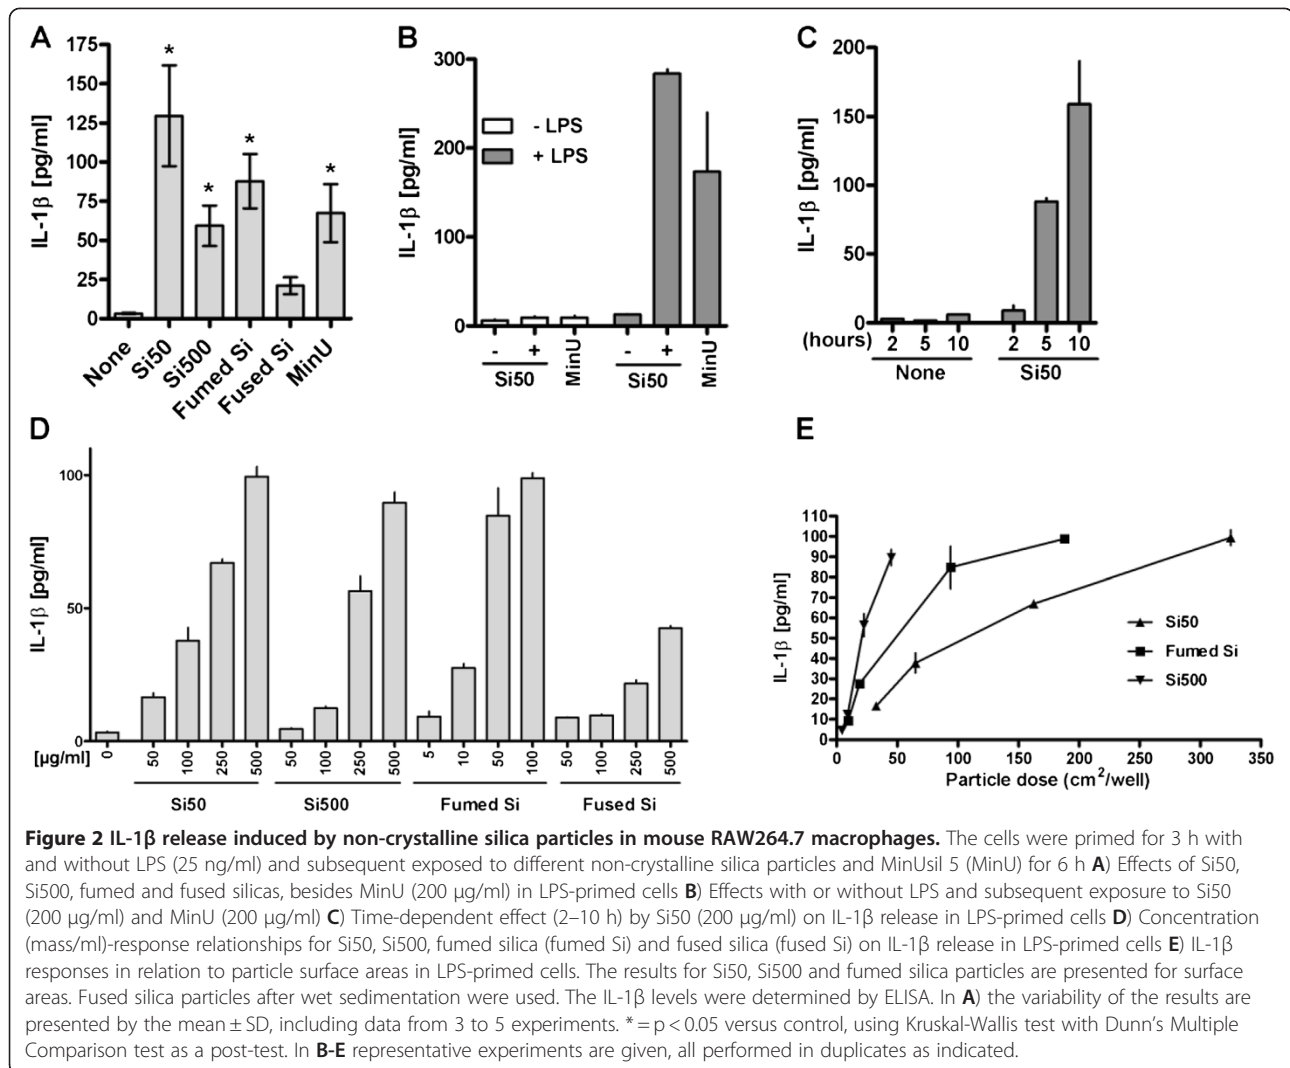 A
IL-1β [pg/ml]
175
150
125
100
75
50
25
0
*
*
*
*
None
Si50
Si500
Fumed Si
Fused Si
MinU
B
IL-1β [pg/ml]
300
200
100
0
- LPS
+ LPS
- + MinU - + MinU
Si50 Si50
C
IL-1β [pg/ml]
200
150
100
50
0
(hours) 2 5 10 2 5 10
None Si50
D
IL-1β [pg/ml]
100
50
0
[µg/ml] 0 50 100 250 500 50 100 250 500 5 10 50 100 50 100 250 500
Si50 Si500 Fumed Si Fused Si
E
IL-1β [pg/ml]
110
100
90
80
70
60
50
40
30
20
10
0
Si50
Fumed Si
Si500
0 50 100 150 200 250 300 350
Particle dose (cm²/well)
Figure 2 IL-1β release induced by non-crystalline silica particles in mouse RAW264.7 macrophages. The cells were primed for 3 h with
and without LPS (25 ng/ml) and subsequent exposed to different non-crystalline silica particles and MinUsil 5 (MinU) for 6 h A) Effects of Si50,
Si500, fumed and fused silicas, besides MinU (200 µg/ml) in LPS-primed cells B) Effects with or without LPS and subsequent exposure to Si50
(200 µg/ml) and MinU (200 µg/ml) C) Time-dependent effect (2–10 h) by Si50 (200 µg/ml) on IL-1β release in LPS-primed cells D) Concentration
(mass/ml)-response relationships for Si50, Si500, fumed silica (fumed Si) and fused silica (fused Si) on IL-1β release in LPS-primed cells E) IL-1β
responses in relation to particle surface areas in LPS-primed cells. The results for Si50, Si500 and fumed silica particles are presented for surface
areas. Fused silica particles after wet sedimentation were used. The IL-1β levels were determined by ELISA. In A) the variability of the results are
presented by the mean ± SD, including data from 3 to 5 experiments. * = p < 0.05 versus control, using Kruskal-Wallis test with Dunn's Multiple
Comparison test as a post-test. In B-E representative experiments are given, all performed in duplicates as indicated.